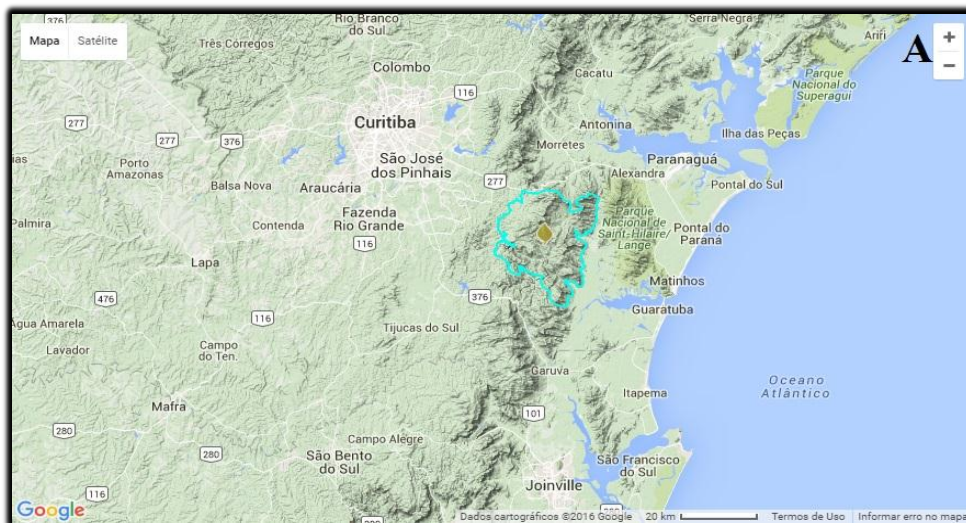 376
Rio Branco
do Sul
Serra Negra
Ariri
Mapa Satélite
Três Córregos
A
+
−
Colombo
Cacatu
Parque
Nacional do
Superagui
116
277
Curitiba
Antonina
Ilha das Peças
277
376
Morretes
Porto
Amazonas
São José
dos Pinhais
Paranaguá
Alexandra
Balsa Nova
Araucária
277
Pontal do Sul
Palmira
Contenda
Fazenda
Rio Grande
116
Parque
Nacional de
Saint-Hilaire/
Lange
Pontal do
Paraná
Lapa
476
376
Matinhos
Guaratuba
116
Água Amarela
Tijucas do Sul
Lavador
Campo
do Ten.
Garuva
Oceano
Atlântico
Mafra
Itapema
101
280
Campo Alegre
280
São Bento
do Sul
São Francisco
do Sul
Joinville
116
280
Google
Dados cartográficos ©2016 Google 20 km Termos de Uso Informar erro no mapa